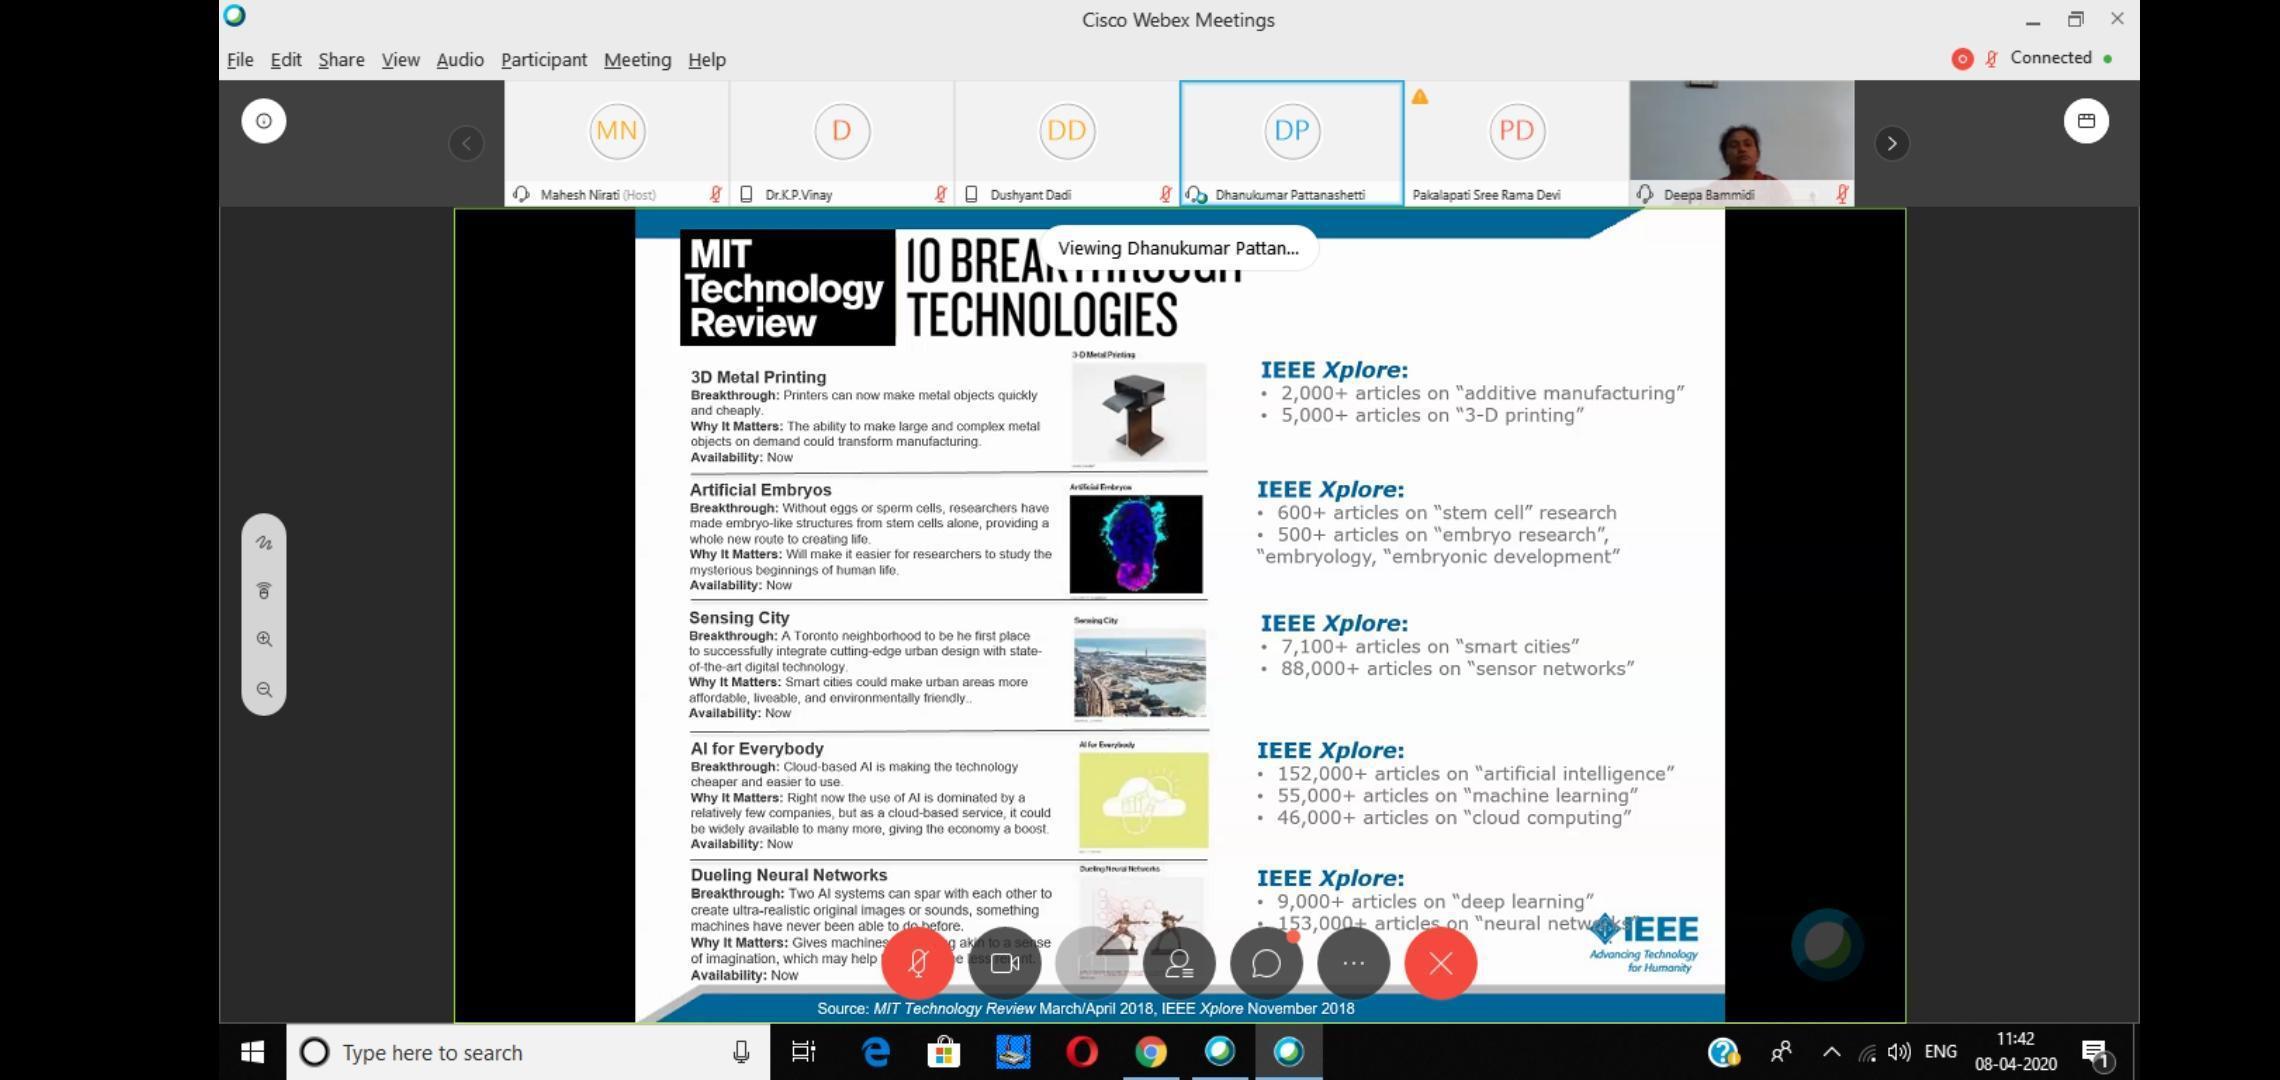 Cisco Webex Meetings
File Edit Share View Audio Participant Meeting Help
Connected
MN
D
DD
DP
PD
Mahesh Nirati (Host)
Dr.K.P.Vinay
Dushyant Dadi
Dhanukumar Pattanashetti
Pakalapati Sree Rama Devi
Deepa Bammidi
Viewing Dhanukumar Pattan...
MIT
Technology
Review
10
TECHNOLOGIES
3D Metal Printing
Breakthrough: Printers can now make metal objects quickly
and cheaply.
Why It Matters: The ability to make large and complex metal
objects on demand could transform manufacturing.
Availability: Now
3-D Metal Printing
IEEE Xplore:
• 2,000+ articles on “additive manufacturing”
• 5,000+ articles on “3-D printing”
Artificial Embryos
Breakthrough: Without eggs or sperm cells, researchers have
made embryo-like structures from stem cells alone, providing a
whole new route to creating life.
Why It Matters: Will make it easier for researchers to study the
mysterious beginnings of human life.
Availability: Now
Artificial Embryos
IEEE Xplore:
• 600+ articles on “stem cell” research
• 500+ articles on “embryo research”,
“embryology, “embryonic development”
Sensing City
Breakthrough: A Toronto neighborhood to be he first place
to successfully integrate cutting-edge urban design with state-
of-the-art digital technology.
Why It Matters: Smart cities could make urban areas more
affordable, liveable, and environmentally friendly..
Availability: Now
Sensing City
IEEE Xplore:
• 7,100+ articles on “smart cities”
• 88,000+ articles on “sensor networks”
AI for Everybody
Breakthrough: Cloud-based AI is making the technology
cheaper and easier to use.
Why It Matters: Right now the use of AI is dominated by a
relatively few companies, but as a cloud-based service, it could
be widely available to many more, giving the economy a boost.
Availability: Now
AI for Everybody
IEEE Xplore:
• 152,000+ articles on “artificial intelligence”
• 55,000+ articles on “machine learning”
• 46,000+ articles on “cloud computing”
Dueling Neural Networks
Breakthrough: Two AI systems can spar with each other to
create ultra-realistic original images or sounds, something
machines have never been able to do before.
Why It Matters: Gives machines akin to a sense
of imagination, which may help
Availability: Now
Dueling Neural Networks
IEEE Xplore:
• 9,000+ articles on “deep learning”
• 153,000+ articles on “neural networks”
IEEE
Advancing Technology
for Humanity
Source: MIT Technology Review March/April 2018, IEEE Xplore November 2018
Type here to search
ENG
11:42
08-04-2020
1